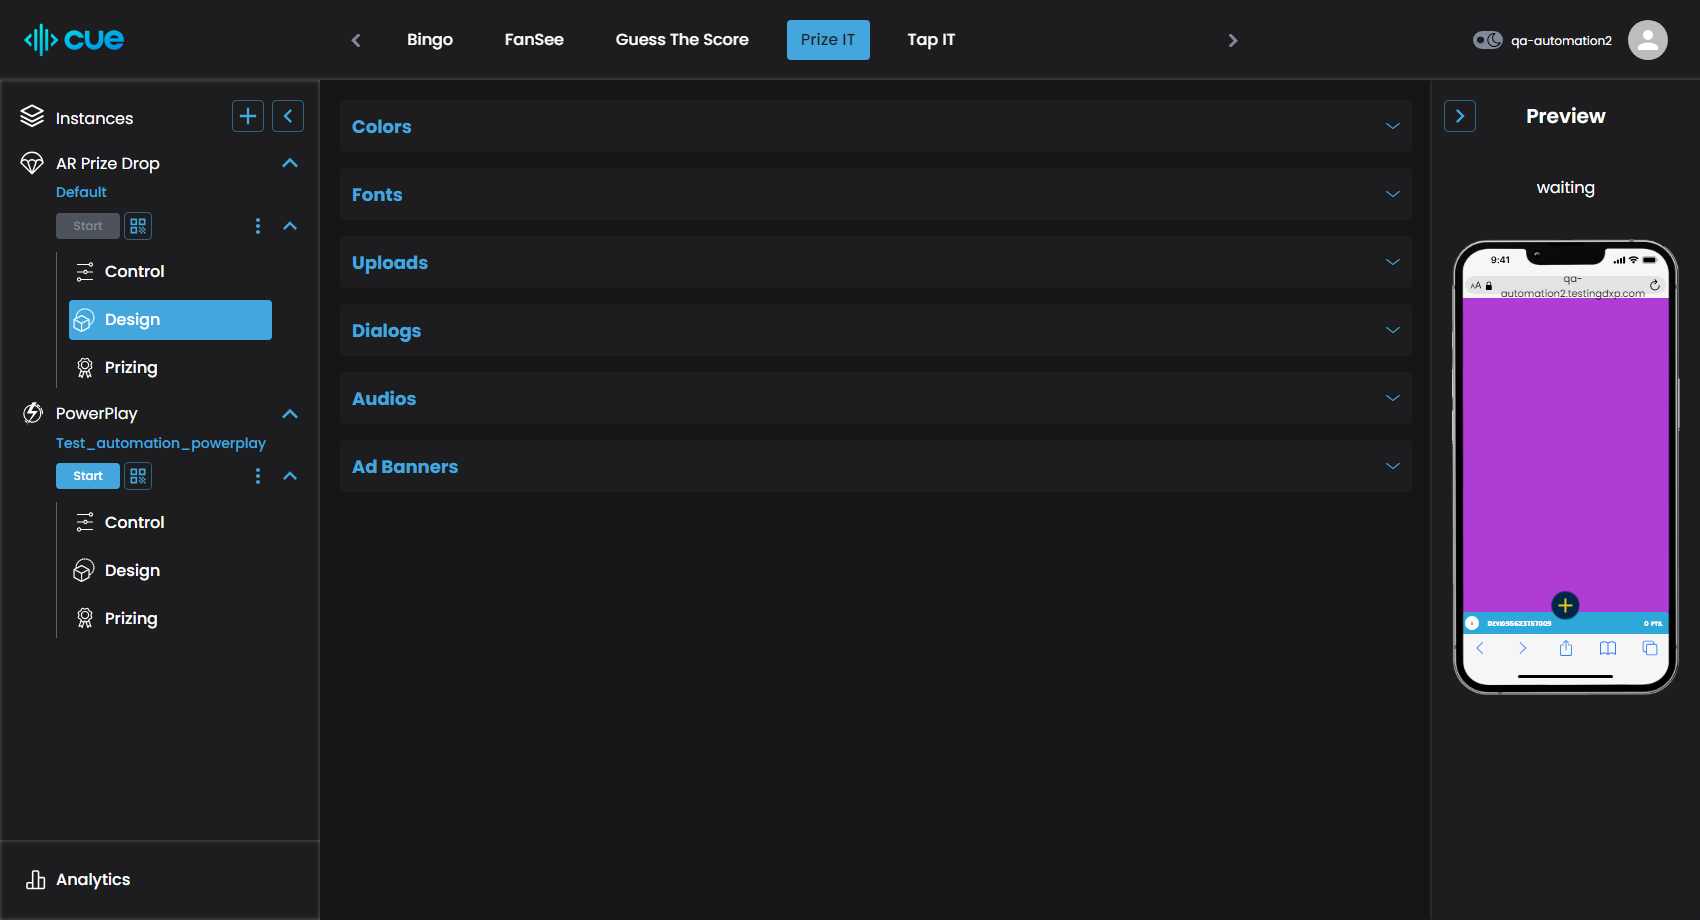 cue
Bingo
FanSee
Guess The Score
Prize IT
Tap IT
qa-automation2
Instances
AR Prize Drop
Default
Start
Control
Design
Prizing
PowerPlay
Test_automation_powerplay
Start
Control
Design
Prizing
Analytics
Colors
Fonts
Uploads
Dialogs
Audios
Ad Banners
Preview
waiting
9:41
AA
qa-
automation2.testingdxp.com
0 PTS.